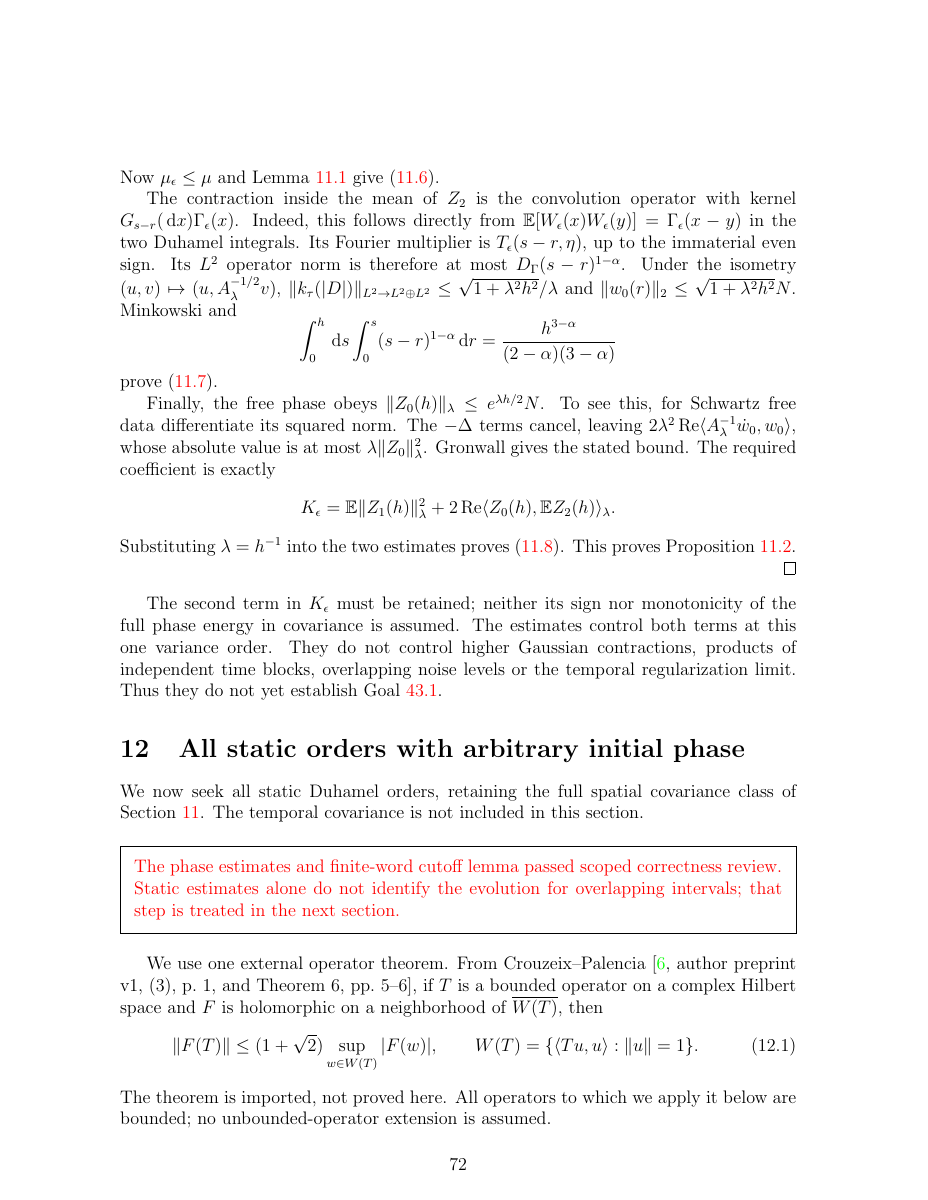 Now μ_ϵ ≤ μ and Lemma 11.1 give (11.6).
The contraction inside the mean of Z_2 is the convolution operator with kernel
G_{s−r}( dx)Γ_ϵ(x). Indeed, this follows directly from 𝔼[W_ϵ(x)W_ϵ(y)] = Γ_ϵ(x − y) in the
two Duhamel integrals. Its Fourier multiplier is T_ϵ(s − r, η), up to the immaterial even
sign. Its L^2 operator norm is therefore at most D_Γ(s − r)^{1−α}. Under the isometry
(u, v) ↦ (u, A_λ^{−1/2}v), ‖k_τ(|D|)‖_{L^2→L^2⊕L^2} ≤ √(1 + λ^2h^2)/λ and ‖w_0(r)‖_2 ≤ √(1 + λ^2h^2)N.
Minkowski and
∫_0^h ds ∫_0^s (s − r)^{1−α} dr = h^{3−α}/((2 − α)(3 − α))
prove (11.7).
Finally, the free phase obeys ‖Z_0(h)‖_λ ≤ e^{λh/2}N. To see this, for Schwartz free
data differentiate its squared norm. The −Δ terms cancel, leaving 2λ^2 Re⟨A_λ^{−1}ẇ_0, w_0⟩,
whose absolute value is at most λ‖Z_0‖_λ^2. Gronwall gives the stated bound. The required
coefficient is exactly
K_ϵ = 𝔼‖Z_1(h)‖_λ^2 + 2 Re⟨Z_0(h), 𝔼Z_2(h)⟩_λ.
Substituting λ = h^{−1} into the two estimates proves (11.8). This proves Proposition 11.2.
□
The second term in K_ϵ must be retained; neither its sign nor monotonicity of the
full phase energy in covariance is assumed. The estimates control both terms at this
one variance order. They do not control higher Gaussian contractions, products of
independent time blocks, overlapping noise levels or the temporal regularization limit.
Thus they do not yet establish Goal 43.1.
12 All static orders with arbitrary initial phase
We now seek all static Duhamel orders, retaining the full spatial covariance class of
Section 11. The temporal covariance is not included in this section.
The phase estimates and finite-word cutoff lemma passed scoped correctness review.
Static estimates alone do not identify the evolution for overlapping intervals; that
step is treated in the next section.
We use one external operator theorem. From Crouzeix–Palencia [6, author preprint
v1, (3), p. 1, and Theorem 6, pp. 5–6], if T is a bounded operator on a complex Hilbert
space and F is holomorphic on a neighborhood of \overline{W(T)}, then
‖F(T)‖ ≤ (1 + √2) sup_{w∈W(T)} |F(w)|, W(T) = {⟨Tu, u⟩ : ‖u‖ = 1}. (12.1)
The theorem is imported, not proved here. All operators to which we apply it below are
bounded; no unbounded-operator extension is assumed.
72